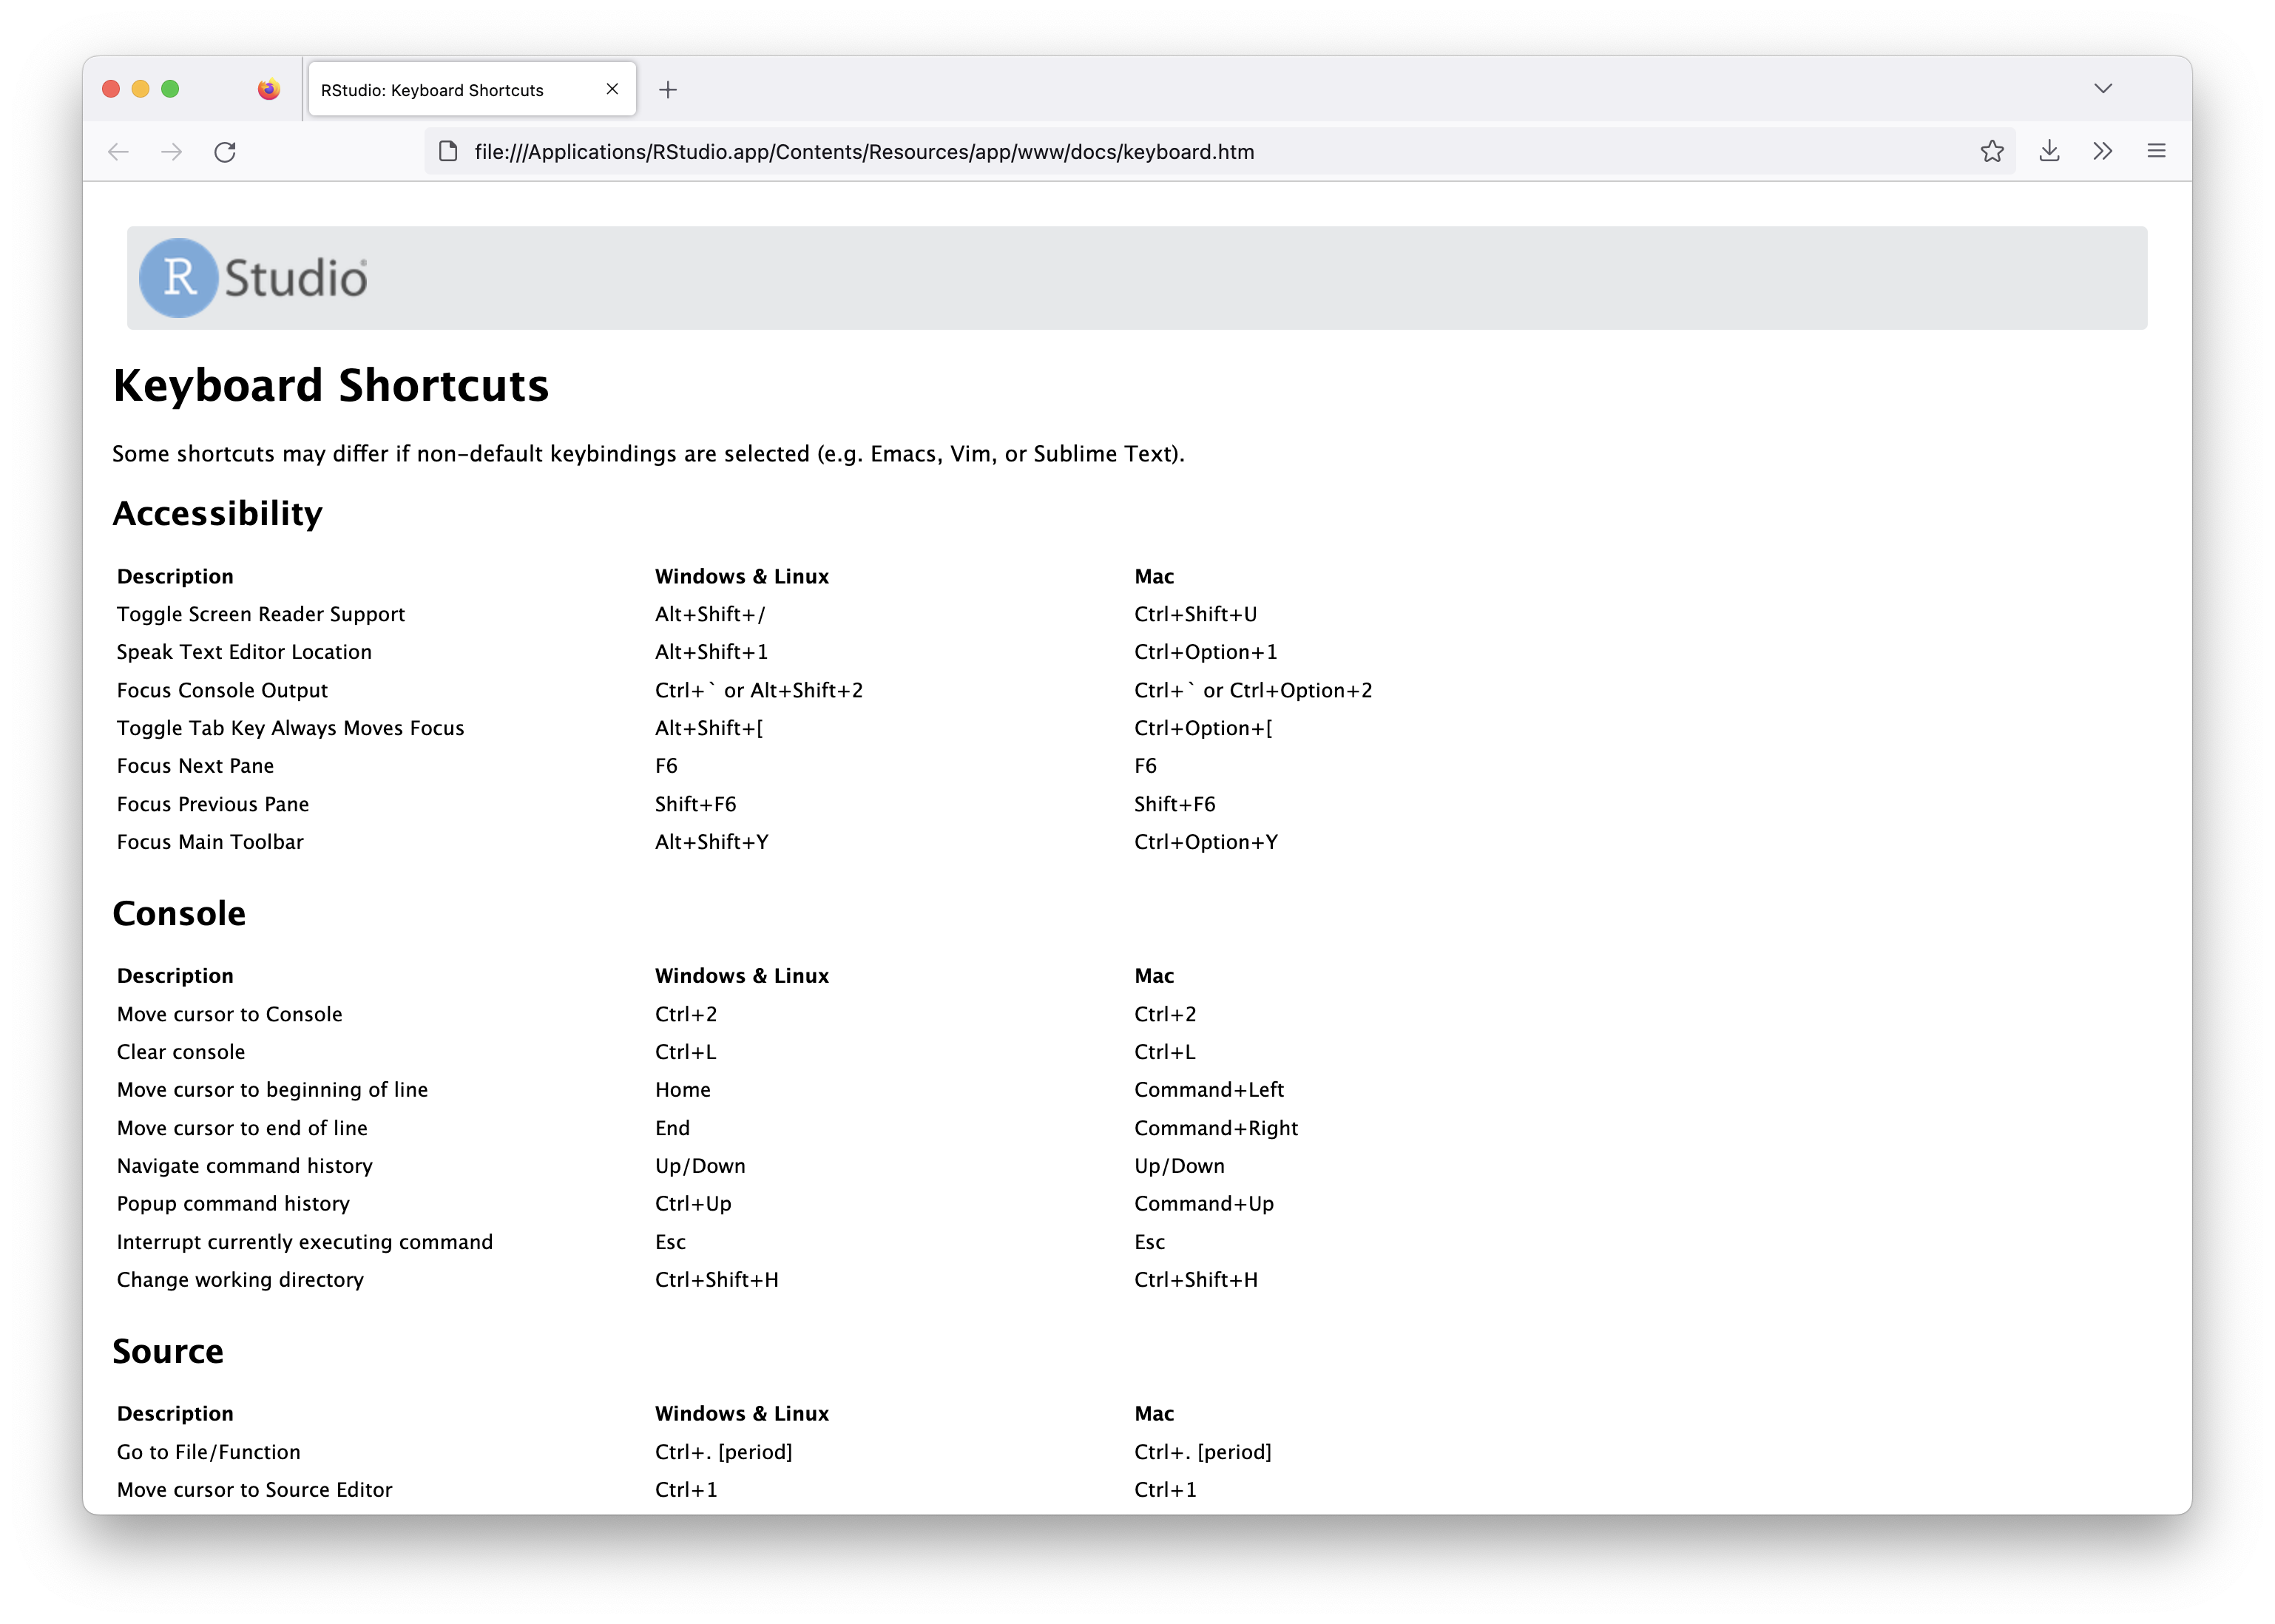 RStudio: Keyboard Shortcuts
file:///Applications/RStudio.app/Contents/Resources/app/www/docs/keyboard.htm
R Studio®
Keyboard Shortcuts
Some shortcuts may differ if non-default keybindings are selected (e.g. Emacs, Vim, or Sublime Text).
Accessibility
Description Windows & Linux Mac
Toggle Screen Reader Support Alt+Shift+/ Ctrl+Shift+U
Speak Text Editor Location Alt+Shift+1 Ctrl+Option+1
Focus Console Output Ctrl+` or Alt+Shift+2 Ctrl+` or Ctrl+Option+2
Toggle Tab Key Always Moves Focus Alt+Shift+[ Ctrl+Option+[
Focus Next Pane F6 F6
Focus Previous Pane Shift+F6 Shift+F6
Focus Main Toolbar Alt+Shift+Y Ctrl+Option+Y
Console
Description Windows & Linux Mac
Move cursor to Console Ctrl+2 Ctrl+2
Clear console Ctrl+L Ctrl+L
Move cursor to beginning of line Home Command+Left
Move cursor to end of line End Command+Right
Navigate command history Up/Down Up/Down
Popup command history Ctrl+Up Command+Up
Interrupt currently executing command Esc Esc
Change working directory Ctrl+Shift+H Ctrl+Shift+H
Source
Description Windows & Linux Mac
Go to File/Function Ctrl+. [period] Ctrl+. [period]
Move cursor to Source Editor Ctrl+1 Ctrl+1